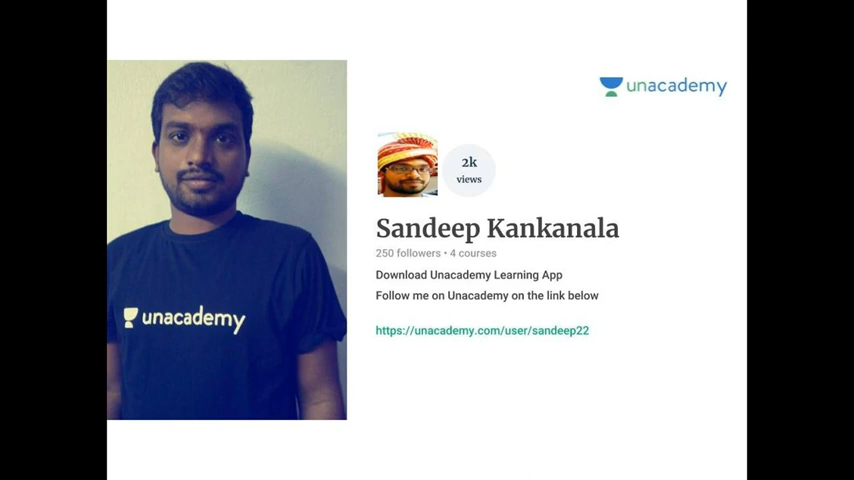 unacademy
unacademy
2k
views
Sandeep Kankanala
250 followers • 4 courses
Download Unacademy Learning App
Follow me on Unacademy on the link below
https://unacademy.com/user/sandeep22